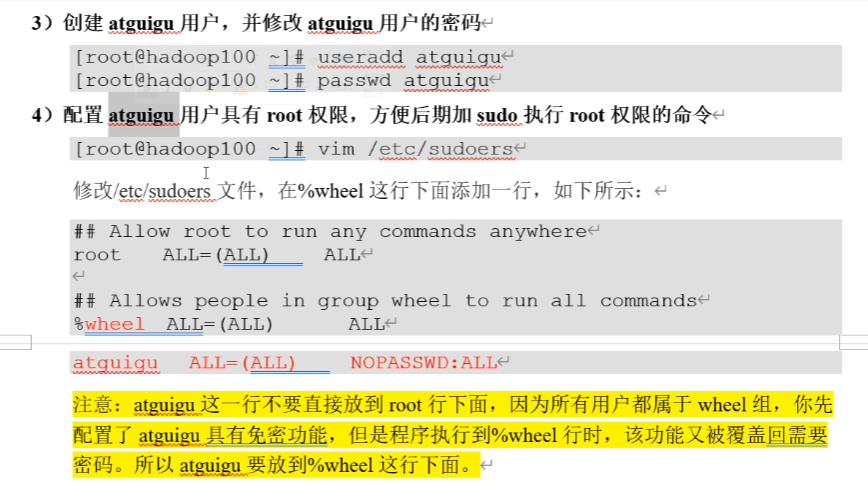 3）创建 atguigu 用户，并修改 atguigu 用户的密码
[root@hadoop100 ~]# useradd atguigu
[root@hadoop100 ~]# passwd atguigu
4）配置 atguigu 用户具有 root 权限，方便后期加 sudo 执行 root 权限的命令
[root@hadoop100 ~]# vim /etc/sudoers
修改/etc/sudoers 文件，在%wheel 这行下面添加一行，如下所示：
## Allow root to run any commands anywhere
root    ALL=(ALL)     ALL
## Allows people in group wheel to run all commands
%wheel  ALL=(ALL)       ALL
atguigu   ALL=(ALL)     NOPASSWD:ALL
注意：atguigu 这一行不要直接放到 root 行下面，因为所有用户都属于 wheel 组，你先
配置了 atguigu 具有免密功能，但是程序执行到%wheel 行时，该功能又被覆盖回需要
密码。所以 atguigu 要放到%wheel 这行下面。